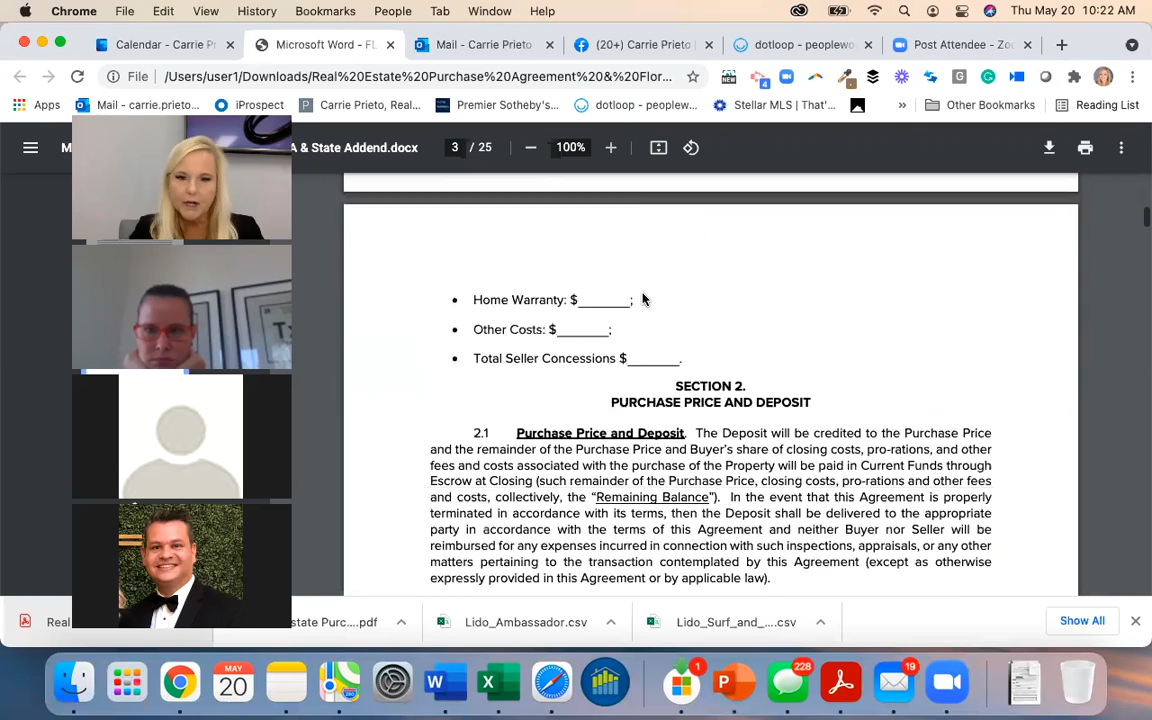 Chrome File Edit View History Bookmarks People Tab Window Help Thu May 20 10:22 AM
Calendar - Carrie Pr Microsoft Word - FL Mail - Carrie Prieto (20+) Carrie Prieto dotloop - peoplewo Post Attendee - Zoo
File /Users/user1/Downloads/Real%20Estate%20Purchase%20Agreement%20&%20Flor...
NEW 4
Apps Mail - carrie.prieto... iProspect Carrie Prieto, Real... Premier Sotheby's... dotloop - peoplew... Stellar MLS | That'... » Other Bookmarks Reading List
M A & State Addend.docx 3 / 25 100%
• Home Warranty: $_______;
• Other Costs: $_______;
• Total Seller Concessions $_______.
SECTION 2.
PURCHASE PRICE AND DEPOSIT
2.1 Purchase Price and Deposit. The Deposit will be credited to the Purchase Price
and the remainder of the Purchase Price and Buyer's share of closing costs, pro-rations, and other
fees and costs associated with the purchase of the Property will be paid in Current Funds through
Escrow at Closing (such remainder of the Purchase Price, closing costs, pro-rations and other fees
and costs, collectively, the “Remaining Balance”). In the event that this Agreement is properly
terminated in accordance with its terms, then the Deposit shall be delivered to the appropriate
party in accordance with the terms of this Agreement and neither Buyer nor Seller will be
reimbursed for any expenses incurred in connection with such inspections, appraisals, or any other
matters pertaining to the transaction contemplated by this Agreement (except as otherwise
expressly provided in this Agreement or by applicable law).
Real state Purc....pdf Lido_Ambassador.csv Lido_Surf_and_....csv Show All
MAY
20
W X 1 P 228 19